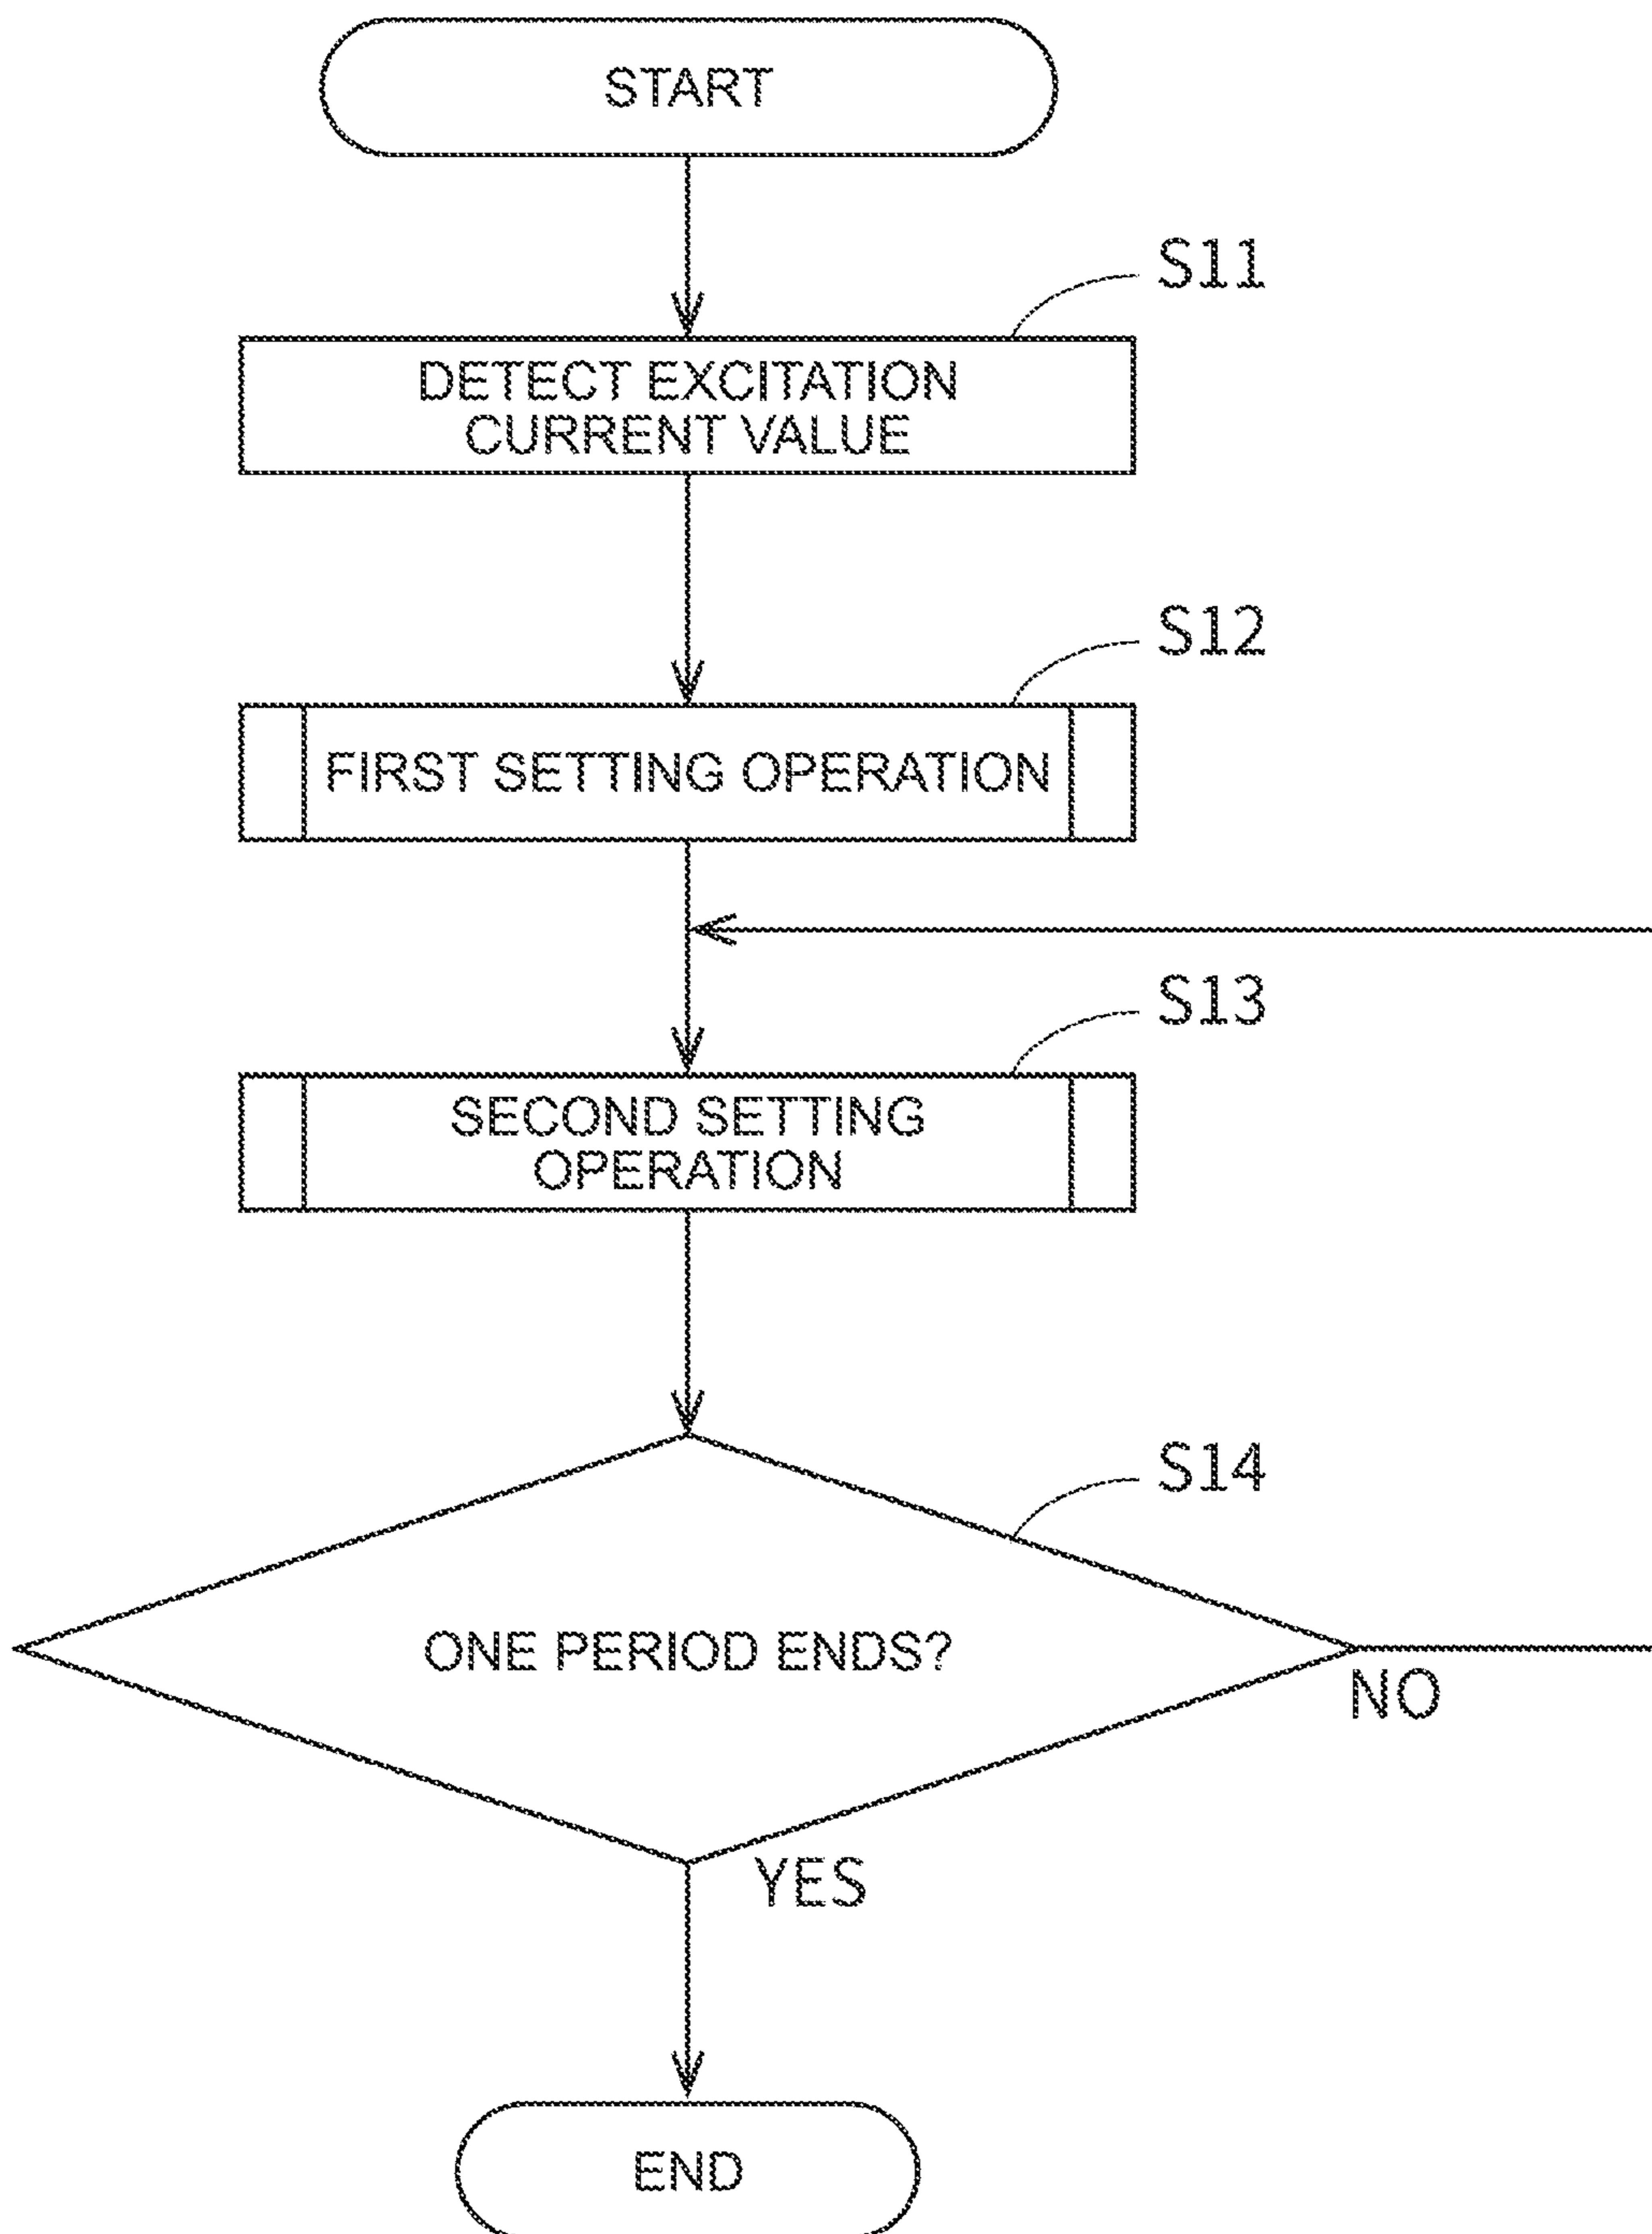 START
S11
DETECT EXCITATION
CURRENT VALUE
S12
FIRST SETTING OPERATION
S13
SECOND SETTING
OPERATION
S14
ONE PERIOD ENDS?
NO
YES
END